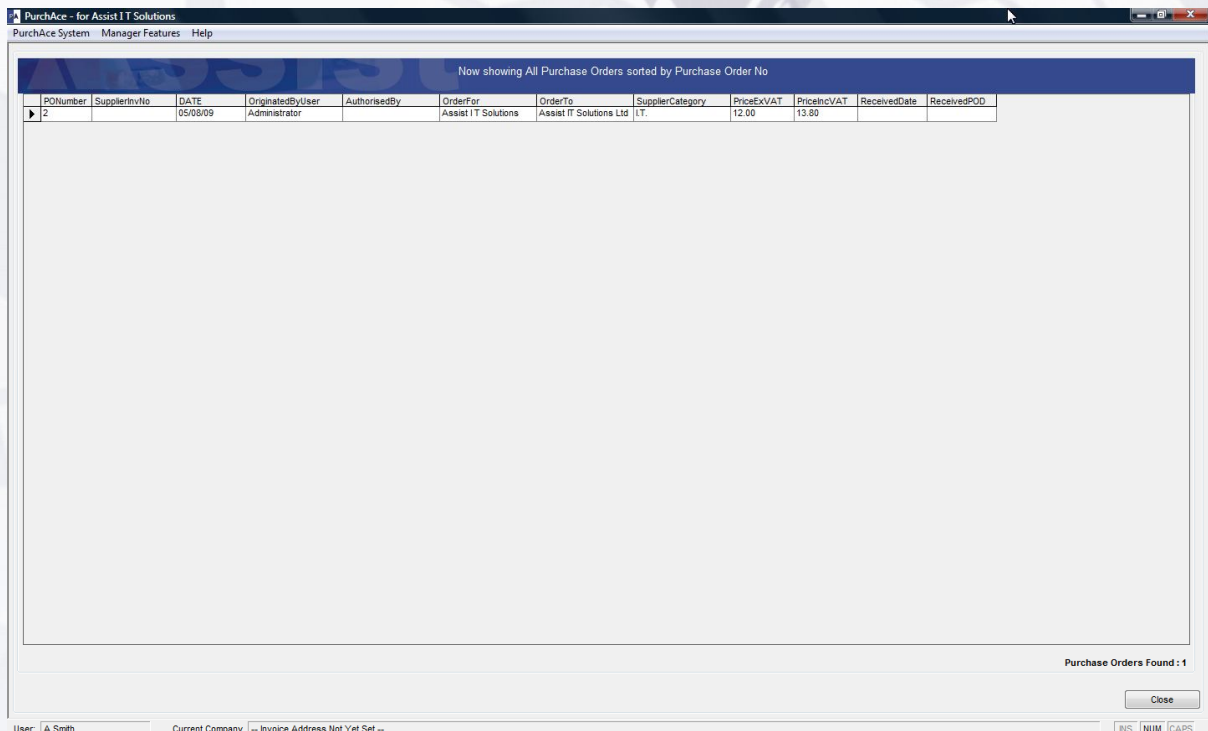 PurchAce - for Assist I T Solutions
PurchAce System Manager Features Help
Assist
Now showing All Purchase Orders sorted by Purchase Order No
PONumber SupplierInvNo DATE OriginatedByUser AuthorisedBy OrderFor OrderTo SupplierCategory PriceExVAT PriceIncVAT ReceivedDate ReceivedPOD
2 05/08/09 Administrator Assist I T Solutions Assist IT Solutions Ltd I.T. 12.00 13.80
Purchase Orders Found : 1
Close
User: A Smith Current Company -- Invoice Address Not Yet Set -- INS NUM CAPS